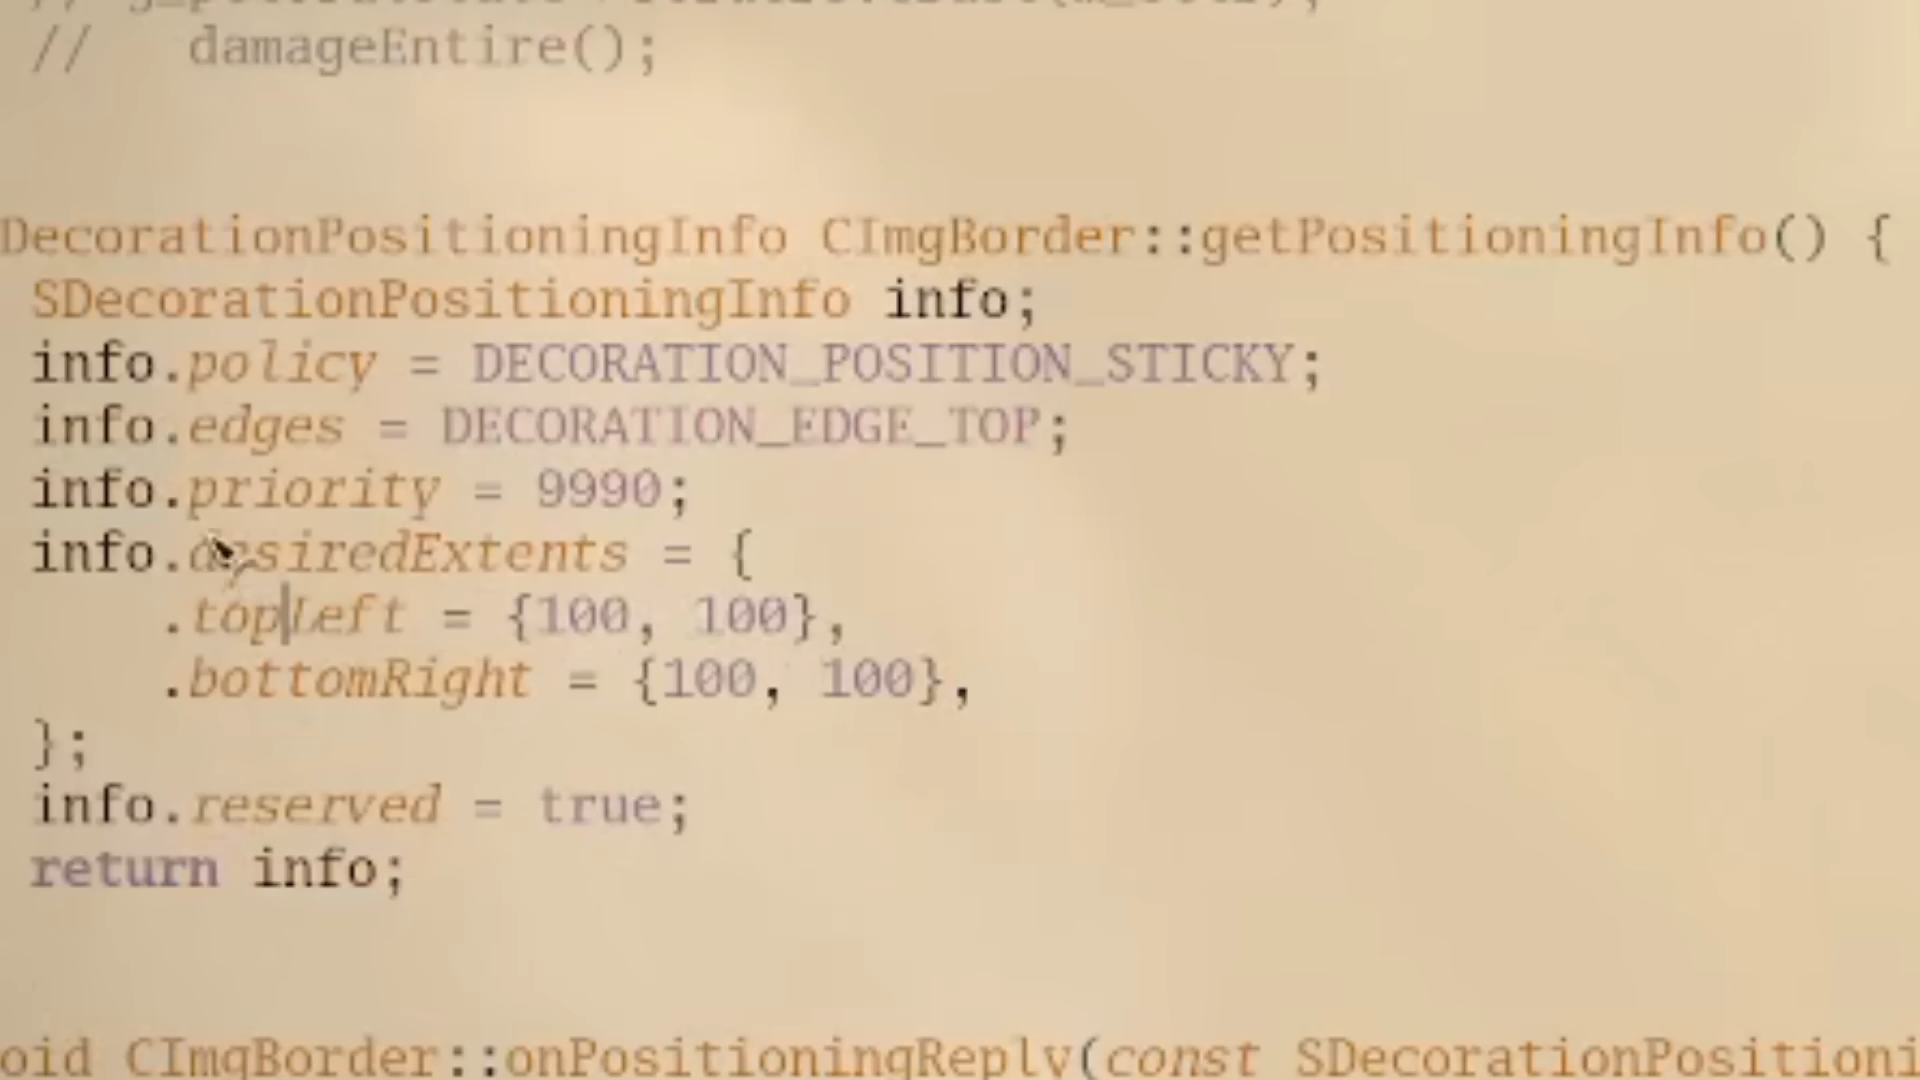 // damageEntire();
DecorationPositioningInfo CImgBorder::getPositioningInfo() {
SDecorationPositioningInfo info;
info.policy = DECORATION_POSITION_STICKY;
info.edges = DECORATION_EDGE_TOP;
info.priority = 9990;
info.desiredExtents = {
.topLeft = {100, 100},
.bottomRight = {100, 100},
};
info.reserved = true;
return info;
oid CImgBorder::onPositioningReply(const SDecorationPositioni